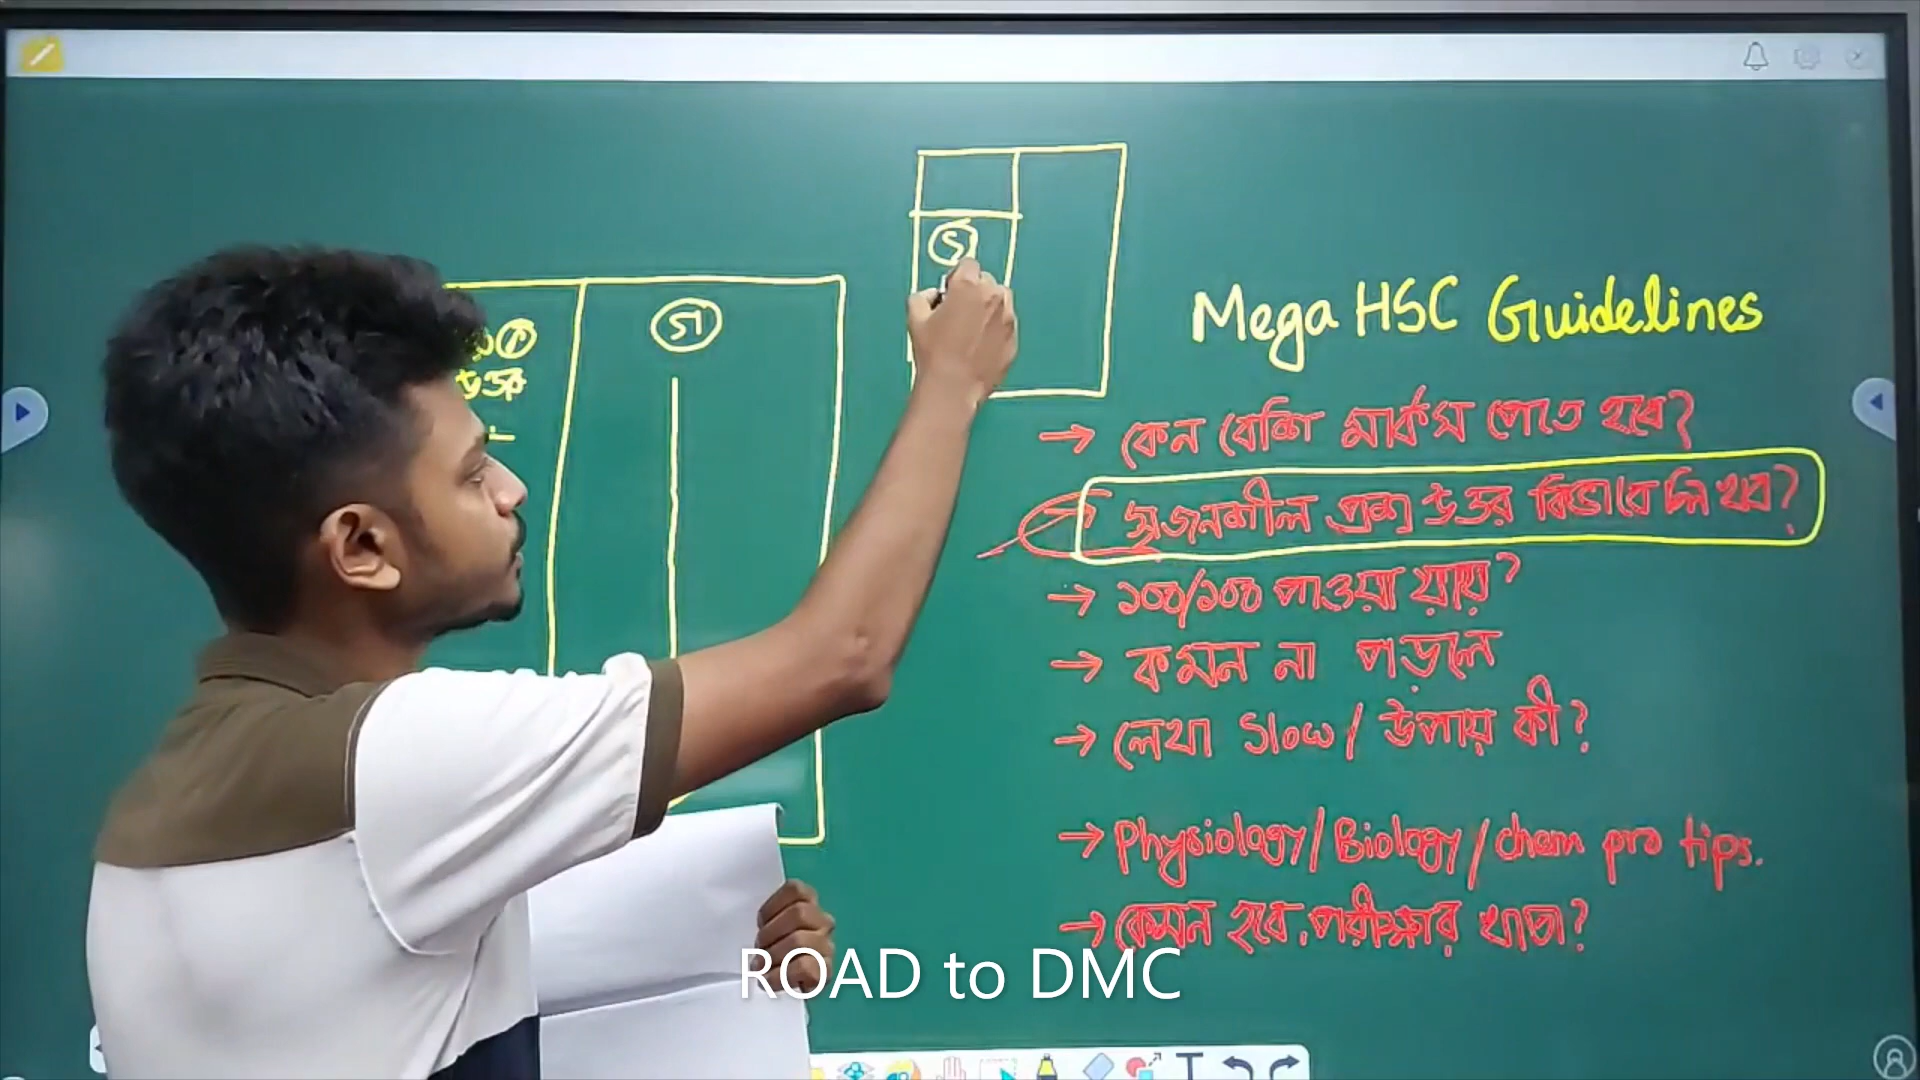 Mega HSC Guidelines
→ কেন বেশি মার্কস পেতে হবে?
সৃজনশীল প্রশ্ন উত্তর কিভাবে লিখব?
→ ১০০/১০০ পাওয়া যায়?
→ কমন না পড়লে
→ লেখা Slow / উপায় কী?
→ Physiology/Biology/chem pro tips.
→ কেমন হবে পরীক্ষার খাতা?
ROAD to DMC